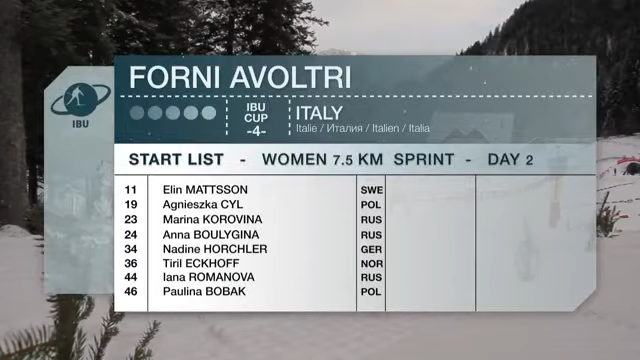 FORNI AVOLTRI
IBU
IBU
CUP
-4-
ITALY
Italie / Италия / Italien / Italia
START LIST - WOMEN 7.5 KM SPRINT - DAY 2
11 Elin MATTSSON SWE
19 Agnieszka CYL POL
23 Marina KOROVINA RUS
24 Anna BOULYGINA RUS
34 Nadine HORCHLER GER
36 Tiril ECKHOFF NOR
44 Iana ROMANOVA RUS
46 Paulina BOBAK POL